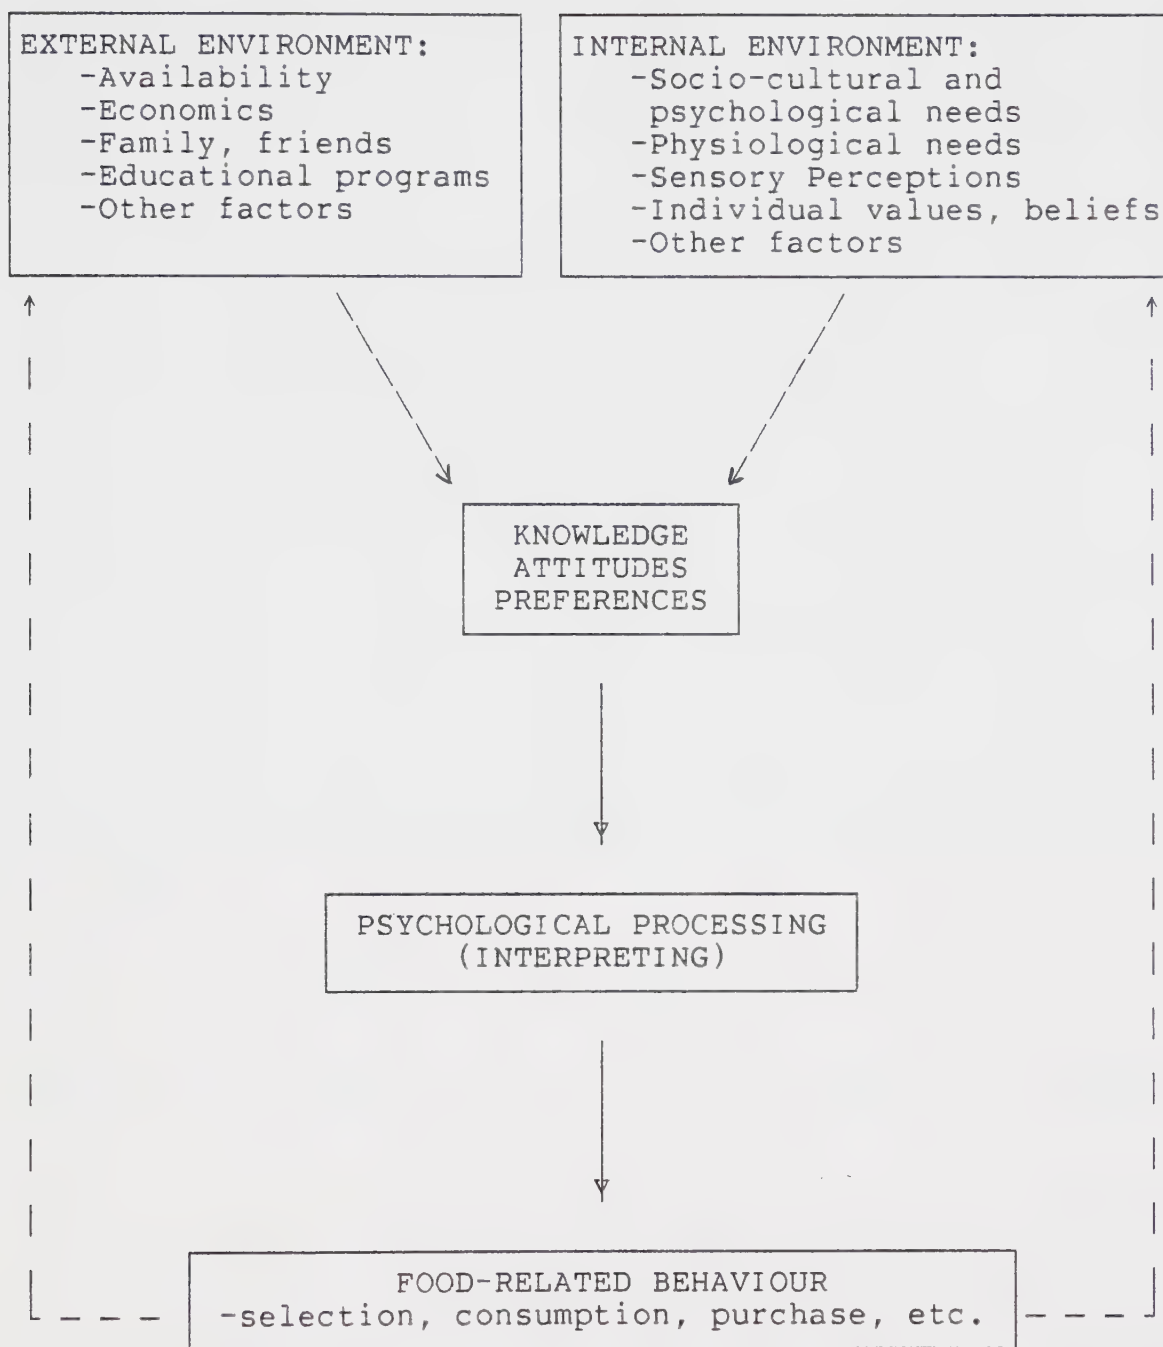 EXTERNAL ENVIRONMENT:
-Availability
-Economics
-Family, friends
-Educational programs
-Other factors
INTERNAL ENVIRONMENT:
-Socio-cultural and
psychological needs
-Physiological needs
-Sensory Perceptions
-Individual values, beliefs
-Other factors
KNOWLEDGE
ATTITUDES
PREFERENCES
PSYCHOLOGICAL PROCESSING
(INTERPRETING)
FOOD-RELATED BEHAVIOUR
-selection, consumption, purchase, etc.